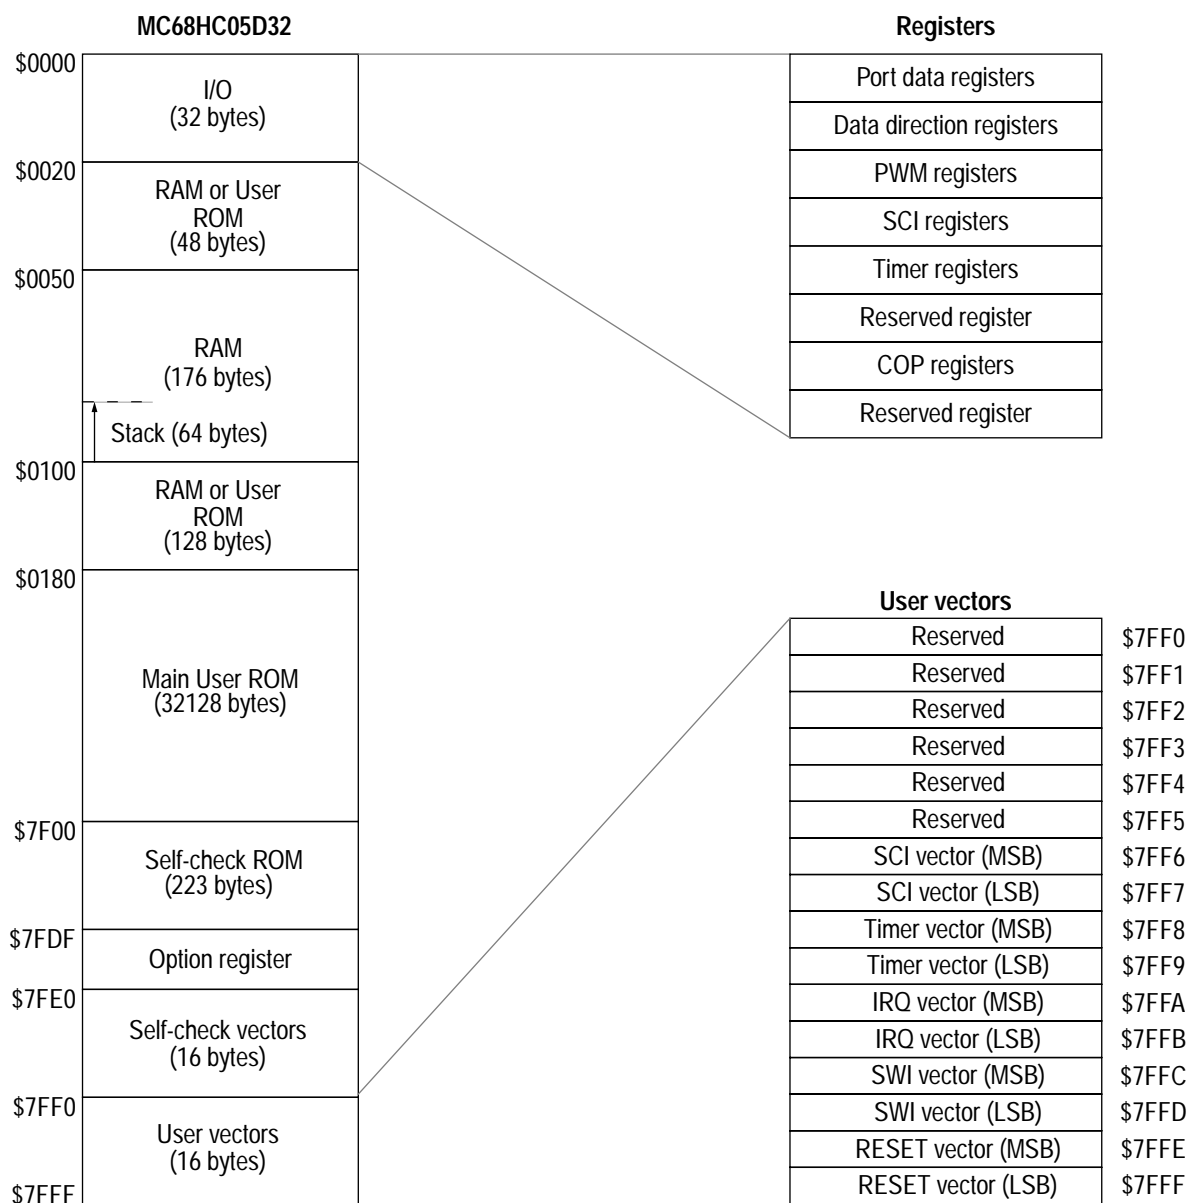 MC68HC05D32
$0000
I/O
(32 bytes)
$0020
RAM or User
ROM
(48 bytes)
$0050
RAM
(176 bytes)
Stack (64 bytes)
$0100
RAM or User
ROM
(128 bytes)
$0180
Main User ROM
(32128 bytes)
$7F00
Self-check ROM
(223 bytes)
$7FDF
Option register
$7FE0
Self-check vectors
(16 bytes)
$7FF0
User vectors
(16 bytes)
$7FFF
Registers
Port data registers
Data direction registers
PWM registers
SCI registers
Timer registers
Reserved register
COP registers
Reserved register
User vectors
Reserved $7FF0
Reserved $7FF1
Reserved $7FF2
Reserved $7FF3
Reserved $7FF4
Reserved $7FF5
SCI vector (MSB) $7FF6
SCI vector (LSB) $7FF7
Timer vector (MSB) $7FF8
Timer vector (LSB) $7FF9
IRQ vector (MSB) $7FFA
IRQ vector (LSB) $7FFB
SWI vector (MSB) $7FFC
SWI vector (LSB) $7FFD
RESET vector (MSB) $7FFE
RESET vector (LSB) $7FFF